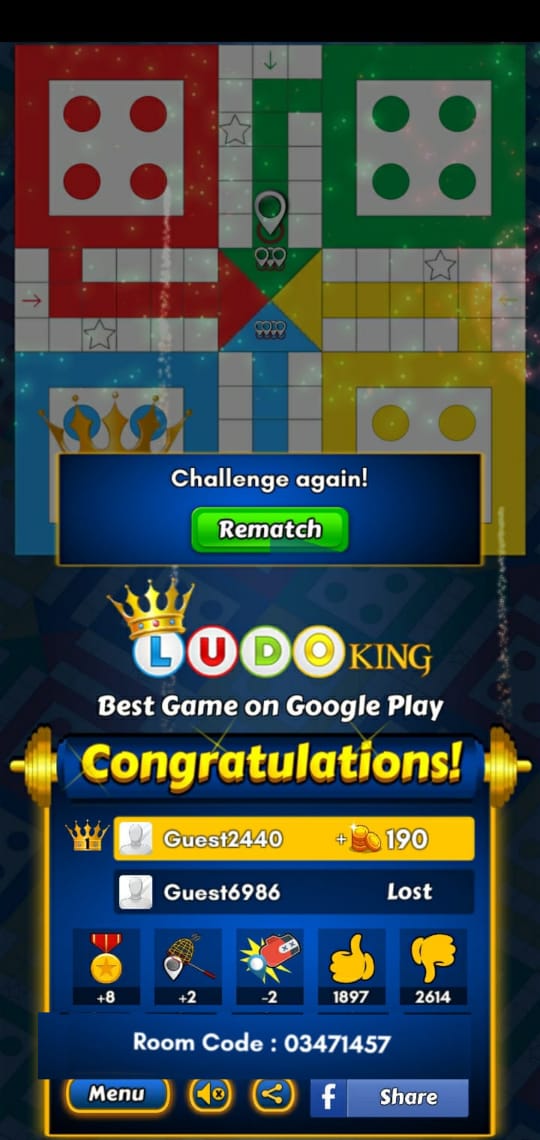 Challenge again!
Rematch
LUDO KING
Best Game on Google Play
Congratulations!
1 Guest2440 + 190
Guest6986 Lost
+8 +2 -2 1897 2614
Room Code : 03471457
Menu f Share